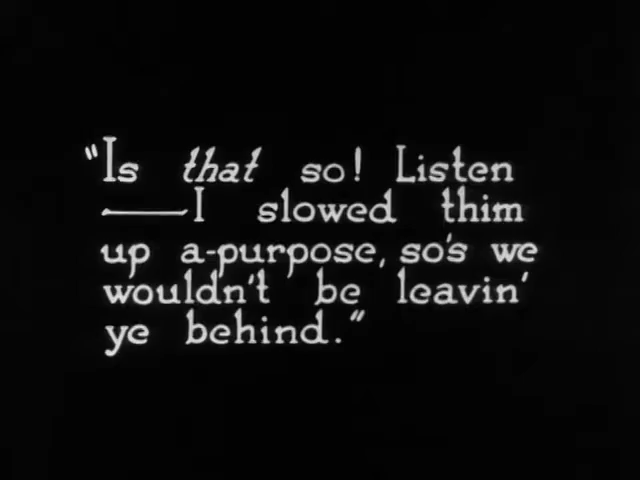 "Is that so! Listen
——I slowed thim
up a-purpose, so's we
wouldn't be leavin'
ye behind."